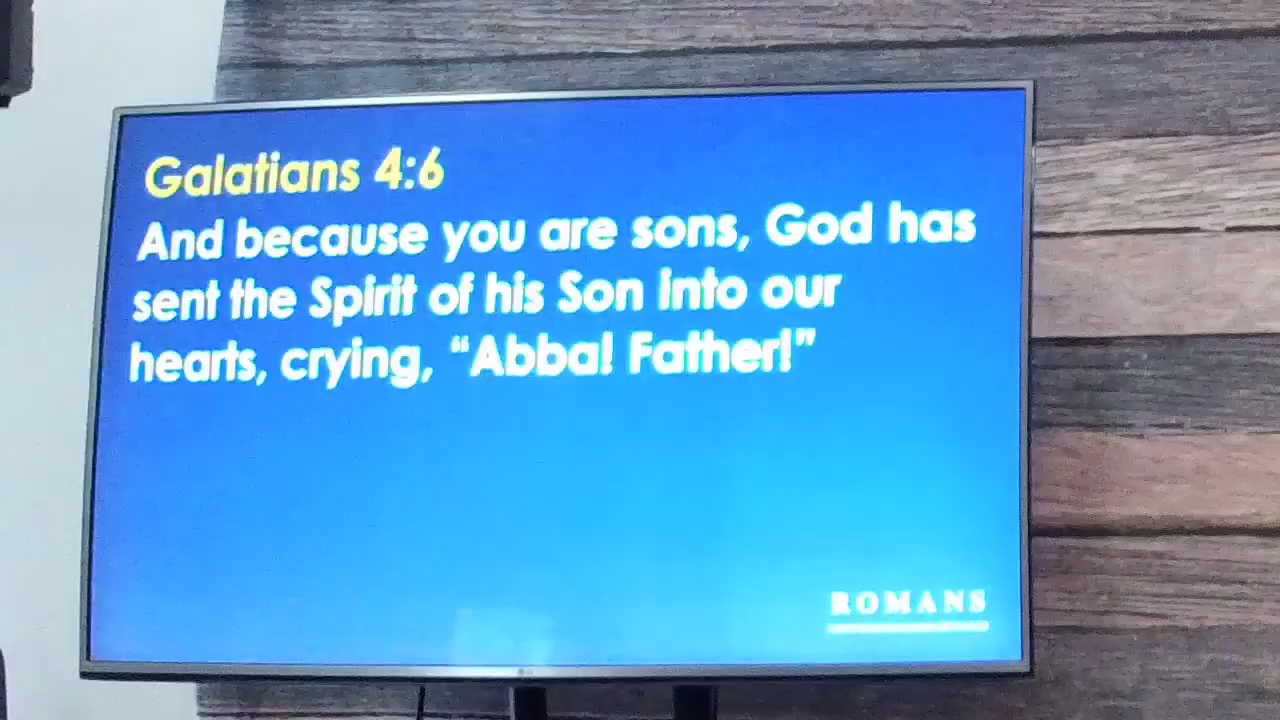 Galatians 4:6
And because you are sons, God has
sent the Spirit of his Son into our
hearts, crying, “Abba! Father!”
ROMANS